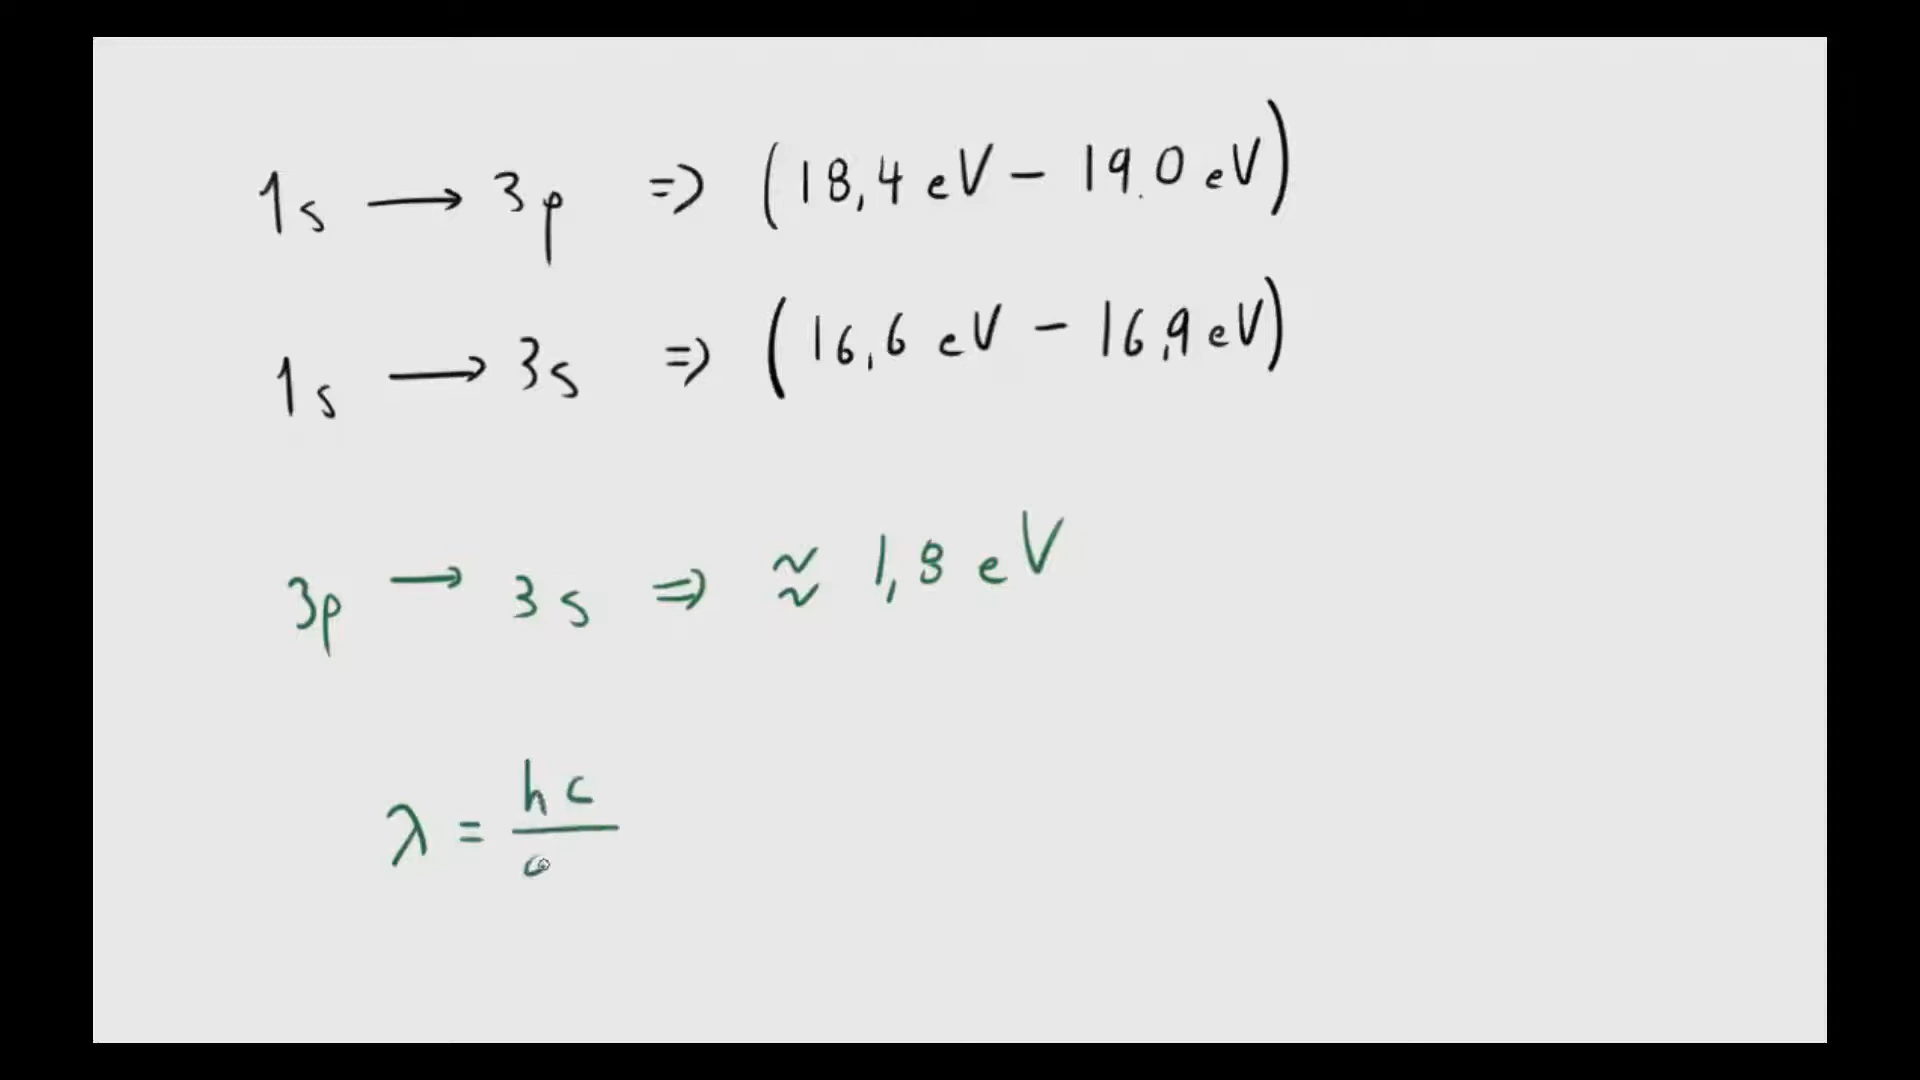 1s → 3p ⇒ (18,4 eV – 19.0 eV)
1s → 3s ⇒ (16,6 eV – 16,9 eV)
3p → 3s ⇒ ≈ 1,8 eV
λ = hc /